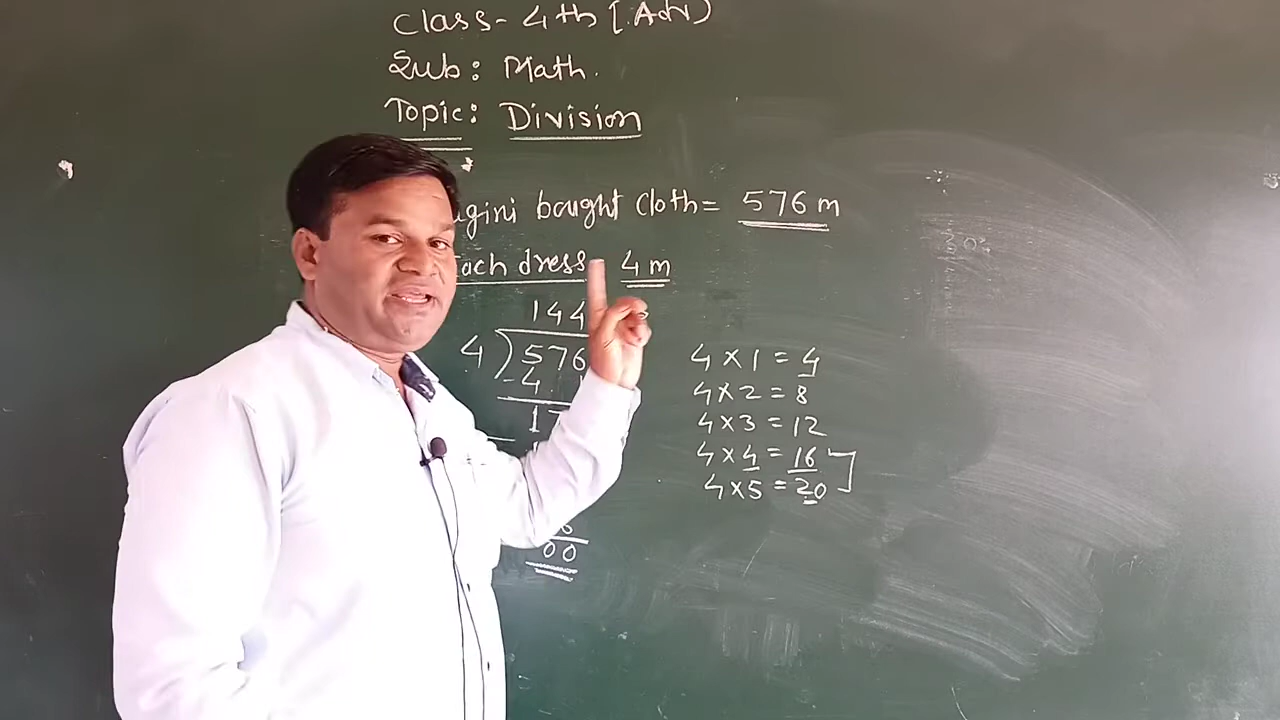 Class- 4th [Adv)
Sub: Math.
Topic: Division
bought cloth= 576 m
dress 4 m
144
4)576
-4
1
00
4 x 1 = 4
4 x 2 = 8
4 x 3 = 12
4 x 4 = 16
4 x 5 = 20